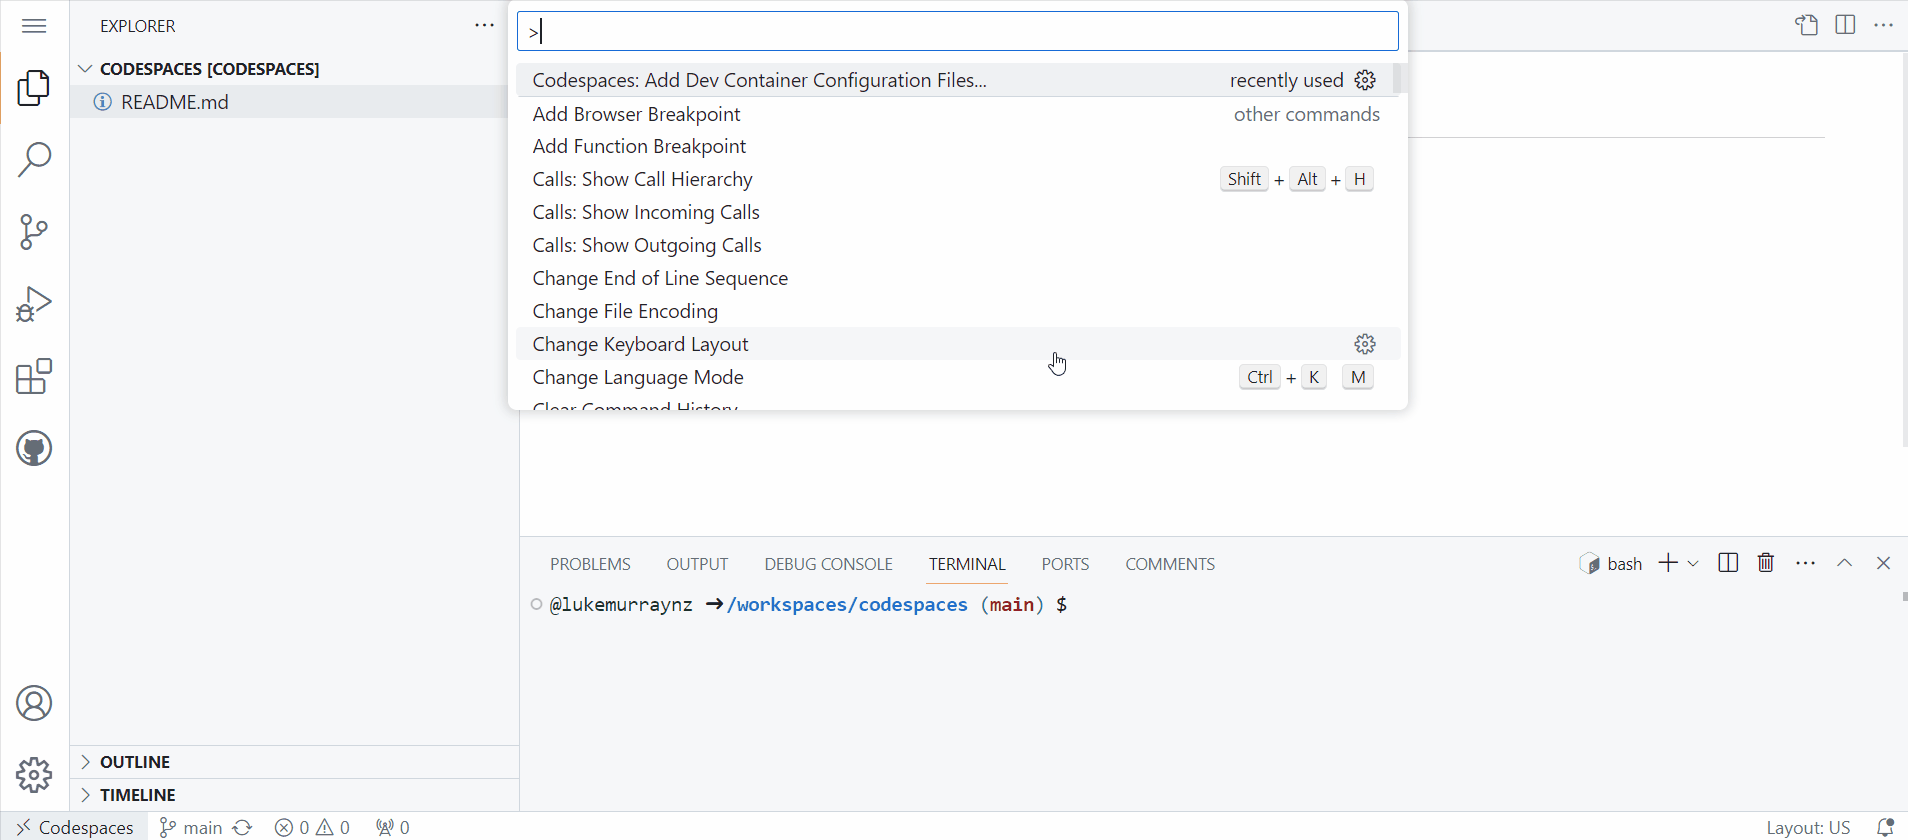 EXPLORER
CODESPACES [CODESPACES]
README.md
>
Codespaces: Add Dev Container Configuration Files... recently used
Add Browser Breakpoint other commands
Add Function Breakpoint
Calls: Show Call Hierarchy Shift + Alt + H
Calls: Show Incoming Calls
Calls: Show Outgoing Calls
Change End of Line Sequence
Change File Encoding
Change Keyboard Layout
Change Language Mode Ctrl + K M
Clear Command History
PROBLEMS OUTPUT DEBUG CONSOLE TERMINAL PORTS COMMENTS bash
@lukemurraynz ➜/workspaces/codespaces (main) $
OUTLINE
TIMELINE
Codespaces main 0 0 0 Layout: US